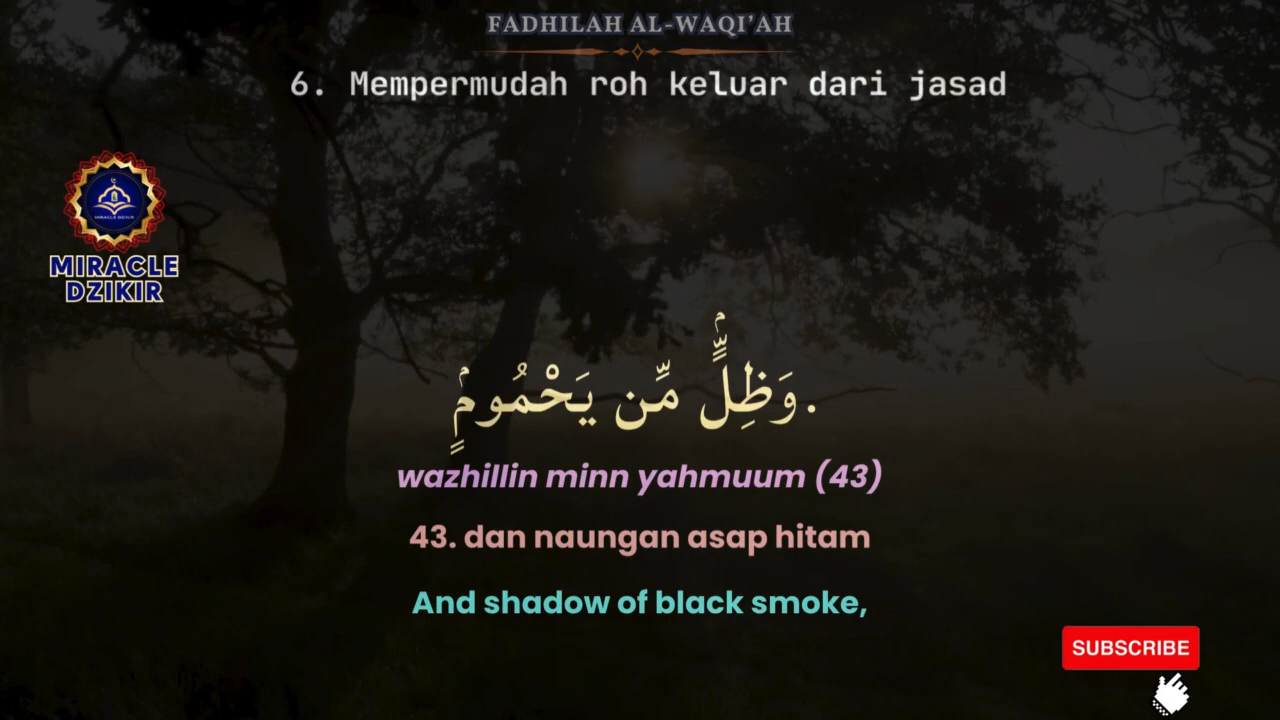 FADHILAH AL-WAQI'AH
6. Mempermudah roh keluar dari jasad
MIRACLE
DZIKIR
وَظِلٍّۢ مِّن يَحْمُومٍۢ.
wazhillin minn yahmuum (43)
43. dan naungan asap hitam
And shadow of black smoke,
SUBSCRIBE